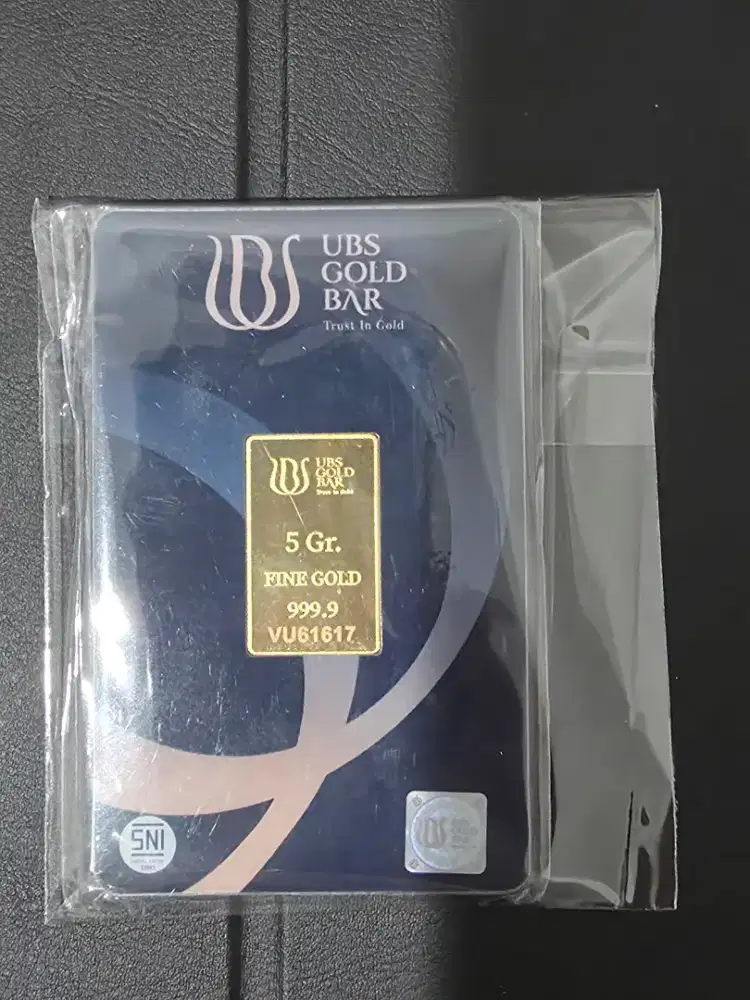 UBS
GOLD
BAR
Trust In Gold
UBS
GOLD
BAR
Trust In Gold
5 Gr.
FINE GOLD
999.9
VU61617
SNI